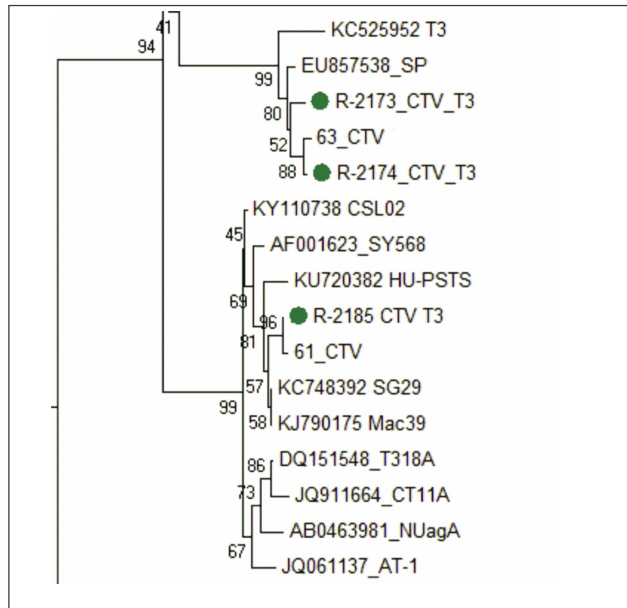 41
KC525952 T3
94
EU857538_SP
99
R-2173_CTV_T3
80
63_CTV
52
R-2174_CTV_T3
88
KY110738 CSL02
45
AF001623_SY568
KU720382 HU-PSTS
69
96
R-2185 CTV T3
81
61_CTV
57
KC748392 SG29
99
58
KJ790175 Mac39
86
DQ151548_T318A
73
JQ911664_CT11A
AB0463981_NUagA
67
JQ061137_AT-1